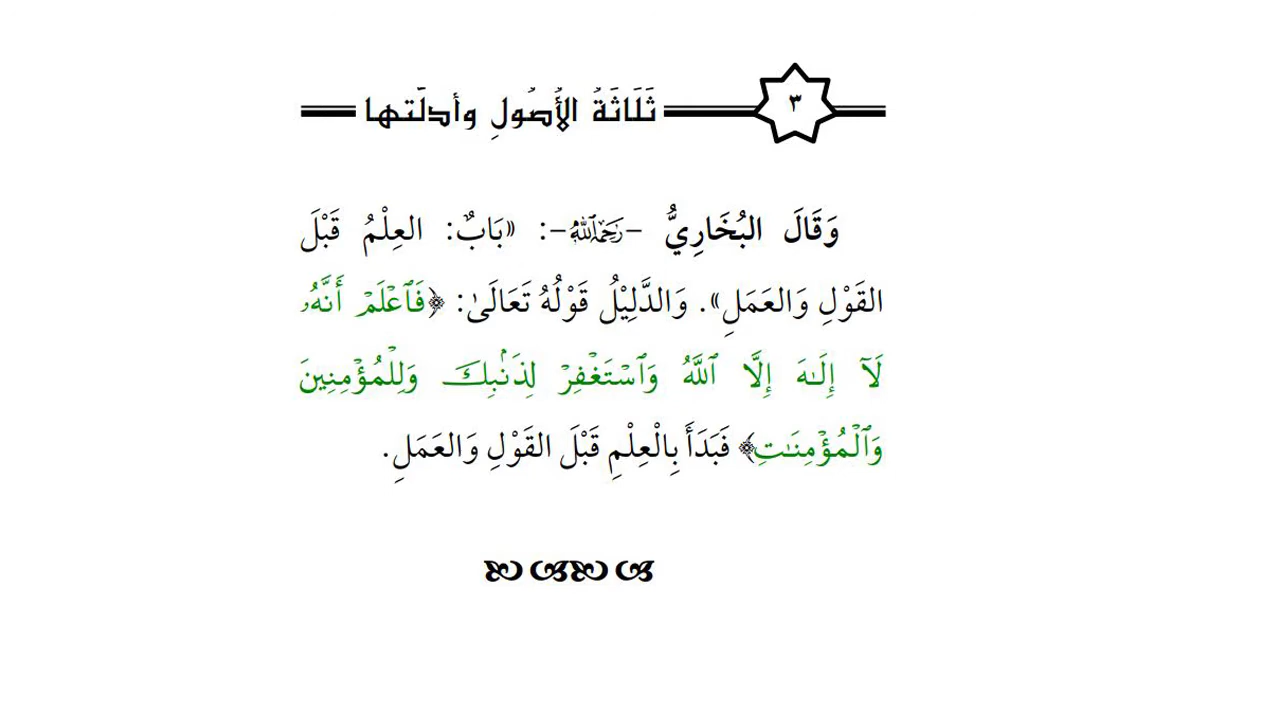 ٣
ثَلَاثَةُ الأُصُولِ وأدلّتها
وَقَالَ البُخَارِيُّ -رَحِمَهُ ٱللَّهُ-: «بَابٌ: العِلْمُ قَبْلَ
القَوْلِ وَالعَمَلِ». وَالدَّلِيْلُ قَوْلُهُ تَعَالَىٰ: ﴿فَٱعۡلَمۡ أَنَّهُۥ
لَآ إِلَـٰهَ إِلَّا ٱللَّهُ وَٱسۡتَغۡفِرۡ لِذَنۢبِكَ وَلِلۡمُؤۡمِنِينَ
وَٱلۡمُؤۡمِنَـٰتِ﴾ فَبَدَأَ بِالْعِلْمِ قَبْلَ القَوْلِ وَالعَمَلِ.